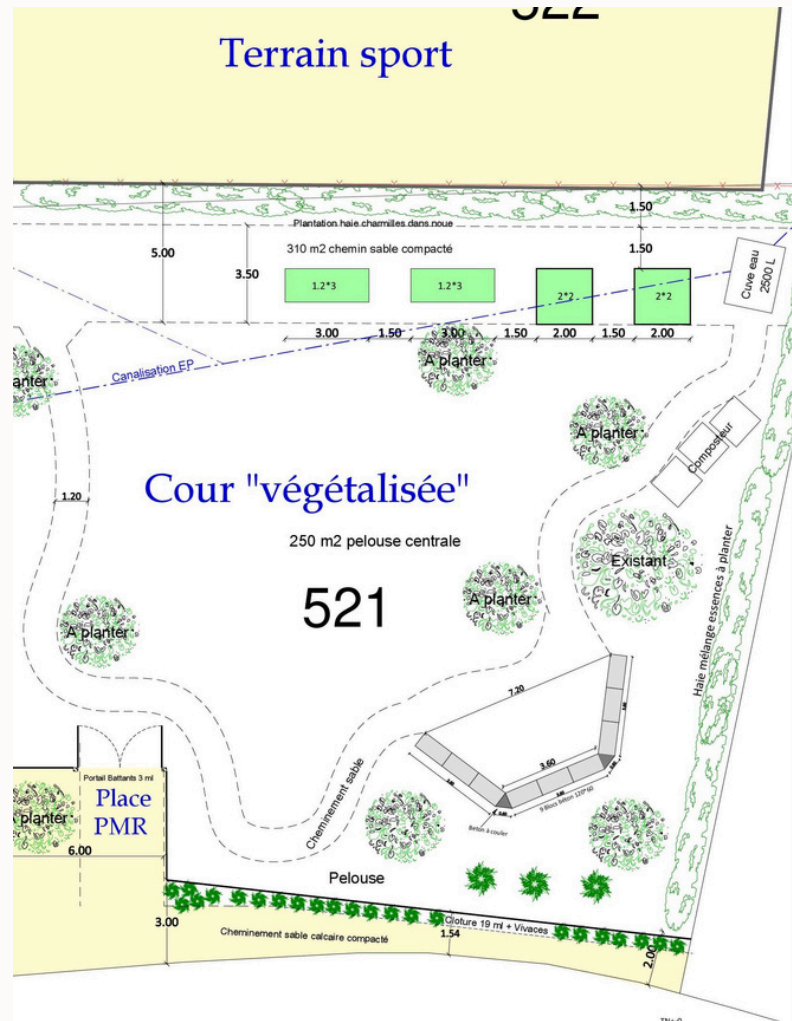 522
Terrain sport
Plantation haie charmilles dans noue
1.50
5.00
3.50
310 m2 chemin sable compacté
1.50
Cuve eau
2500 L
1.2*3
1.2*3
2*2
2*2
3.00
1.50
3.00
1.50
2.00
1.50
2.00
A planter
anter
Canalisation EP
A planter
Composteur
1.20
Cour "végétalisée"
250 m2 pelouse centrale
Existant
521
A planter
A planter
Haie mélange essences à planter
7.20
3.60
Portail Battants 3 ml
Place
PMR
planter
Cheminement sable
9 Blocs béton 120*60
Beton à couler
6.00
Pelouse
3.00
Cloture 19 ml + Vivaces
Cheminement sable calcaire compacté
1.54
2.00